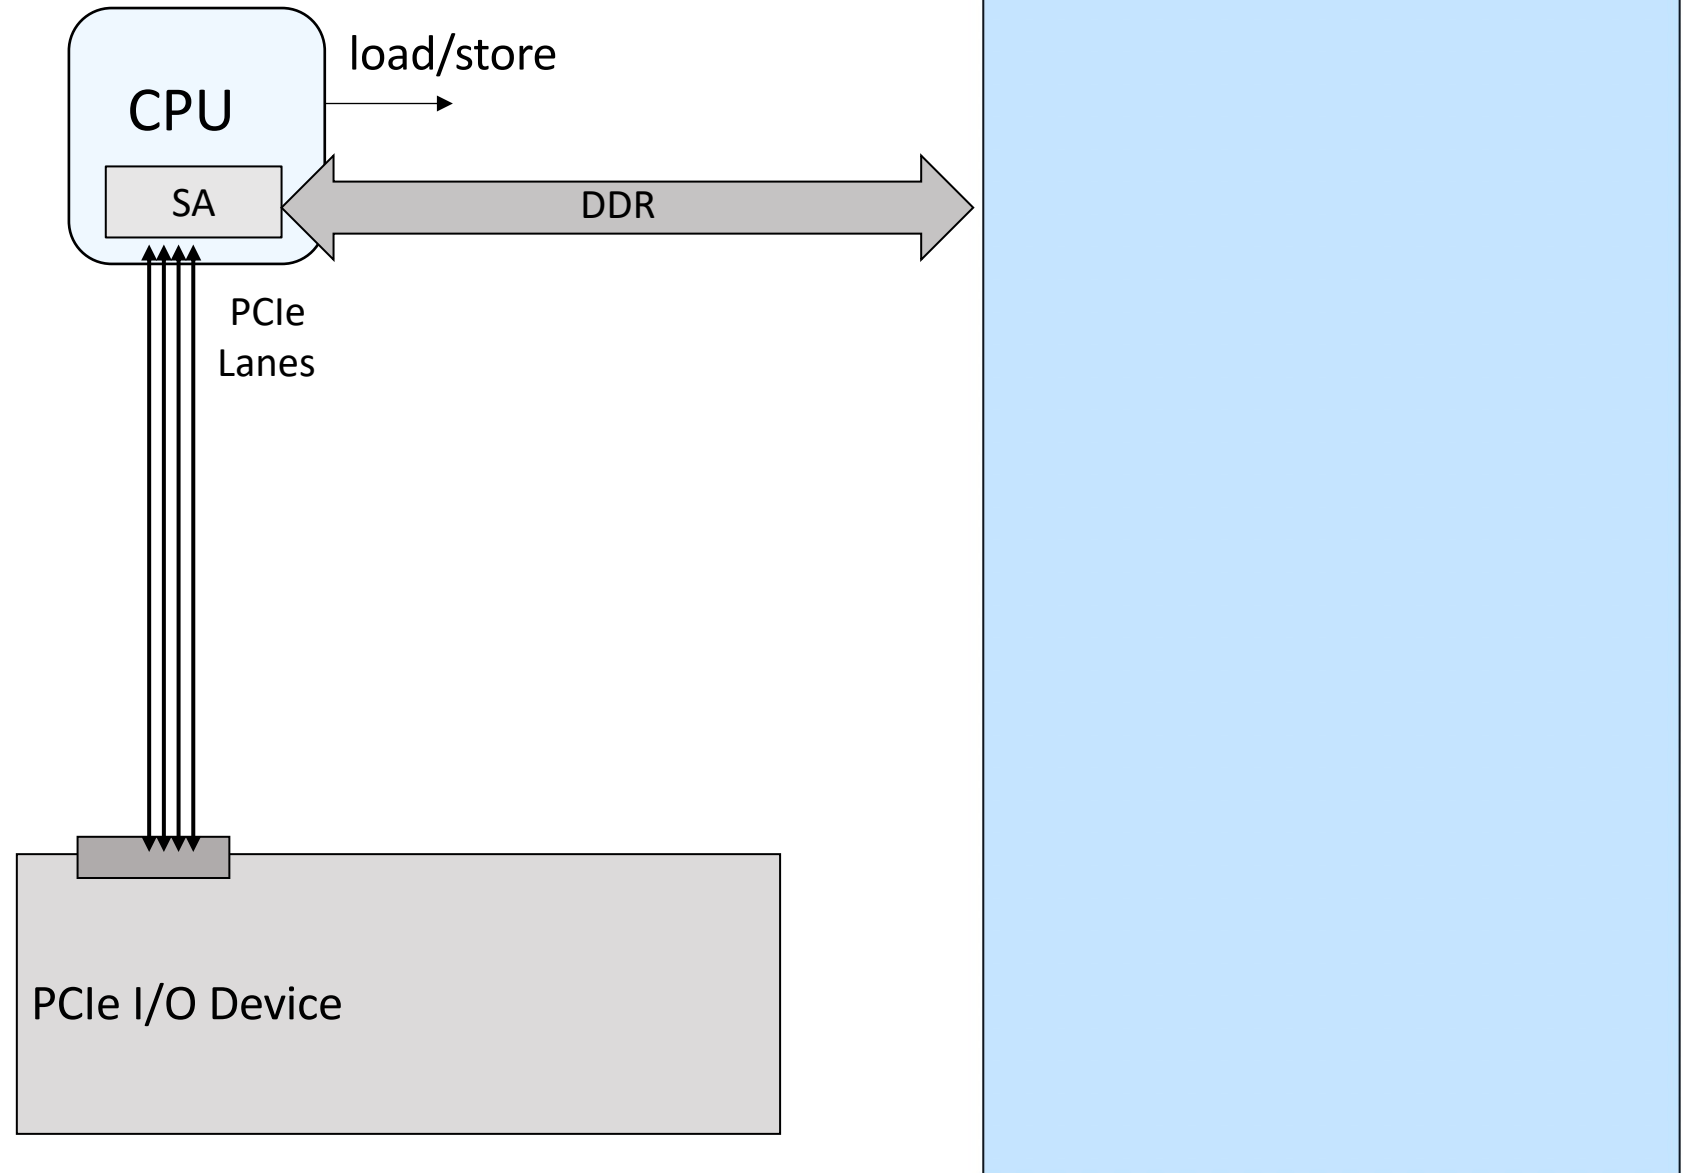 load/store
CPU
SA
DDR
PCIe
Lanes
PCIe I/O Device